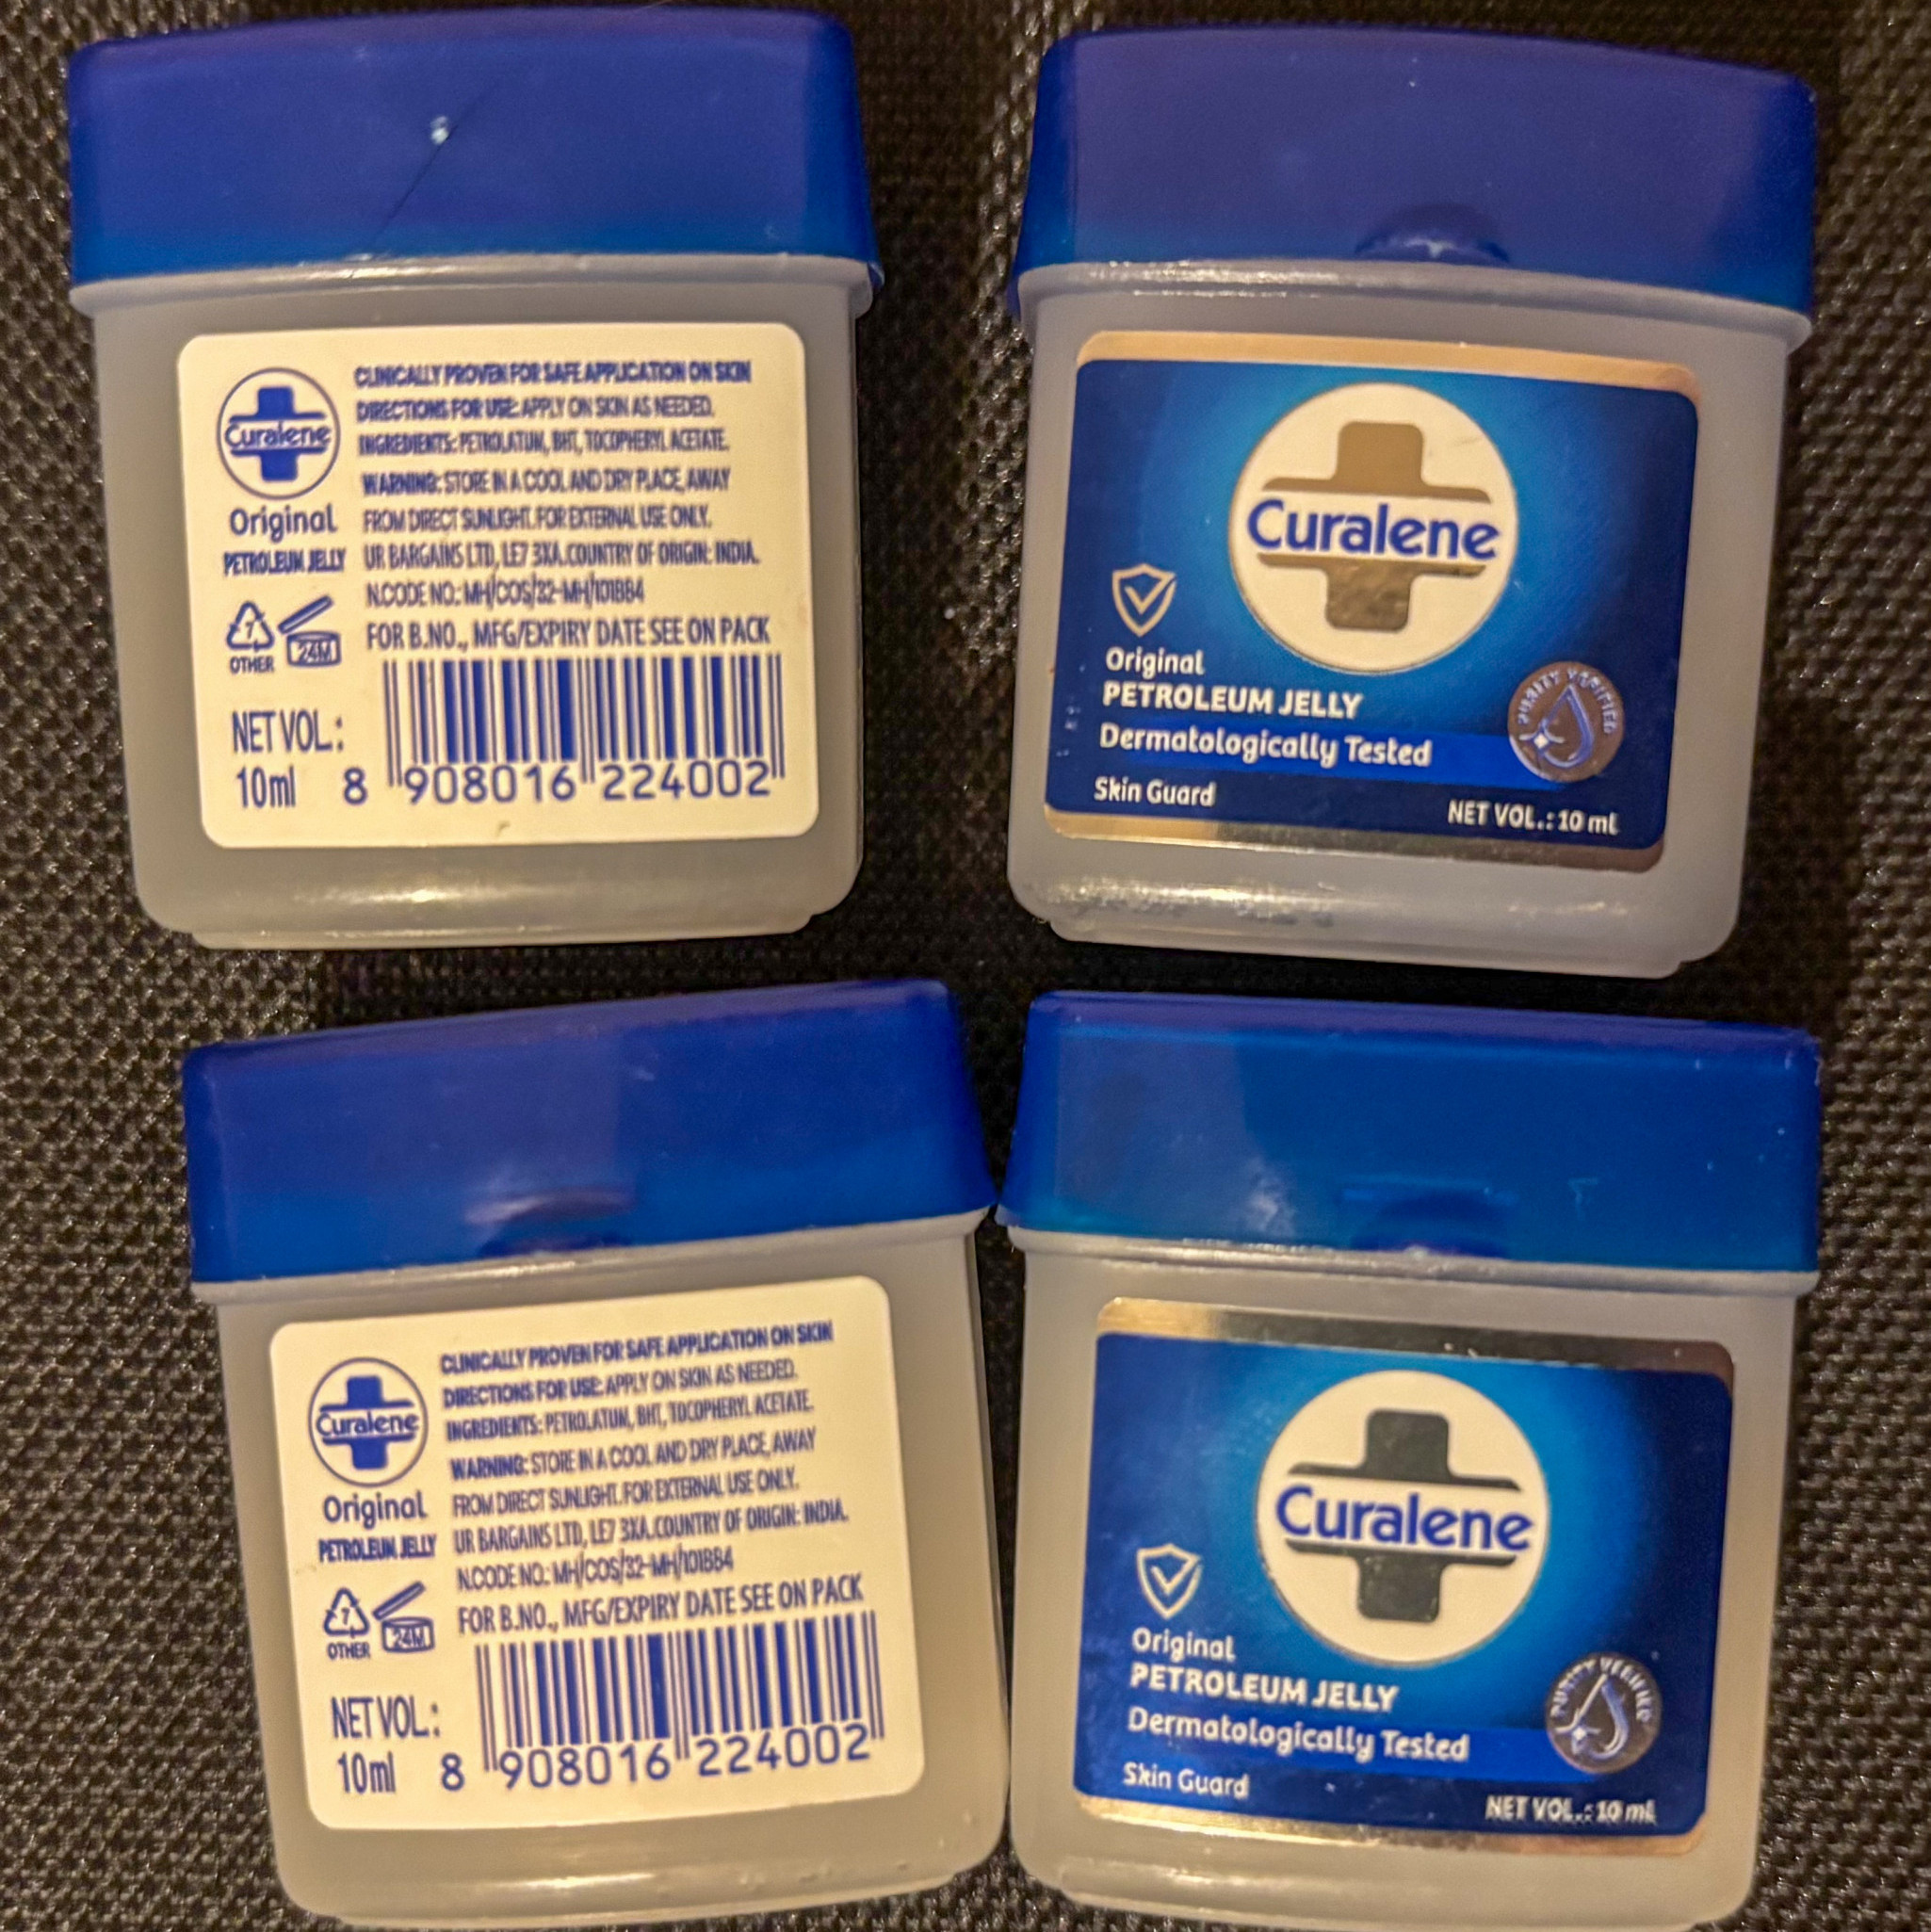 Curalene
Original
PETROLEUM JELLY
7
OTHER
24M
NET VOL.:
10ml
CLINICALLY PROVEN FOR SAFE APPLICATION ON SKIN
DIRECTIONS FOR USE: APPLY ON SKIN AS NEEDED.
INGREDIENTS: PETROLATUM, BHT, TOCOPHERYL ACETATE.
WARNING: STORE IN A COOL AND DRY PLACE, AWAY
FROM DIRECT SUNLIGHT. FOR EXTERNAL USE ONLY.
UR BARGAINS LTD, LE7 3XA.COUNTRY OF ORIGIN: INDIA.
N.CODE NO.: MH/COS/32-MH/101884
FOR B.NO., MFG/EXPIRY DATE SEE ON PACK
8 908016 224002
Curalene
Original
PETROLEUM JELLY
Dermatologically Tested
Skin Guard
PURITY VERIFIED
NET VOL.: 10 ml
Curalene
Original
PETROLEUM JELLY
7
OTHER
24M
NET VOL.:
10ml
CLINICALLY PROVEN FOR SAFE APPLICATION ON SKIN
DIRECTIONS FOR USE: APPLY ON SKIN AS NEEDED.
INGREDIENTS: PETROLATUM, BHT, TOCOPHERYL ACETATE.
WARNING: STORE IN A COOL AND DRY PLACE, AWAY
FROM DIRECT SUNLIGHT. FOR EXTERNAL USE ONLY.
UR BARGAINS LTD, LE7 3XA.COUNTRY OF ORIGIN: INDIA.
N.CODE NO.: MH/COS/32-MH/101884
FOR B.NO., MFG/EXPIRY DATE SEE ON PACK
8 908016 224002
Curalene
Original
PETROLEUM JELLY
Dermatologically Tested
Skin Guard
PURITY VERIFIED
NET VOL.: 10 ml